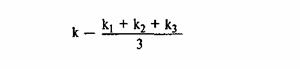 k − (k₁ + k₂ + k₃)/3